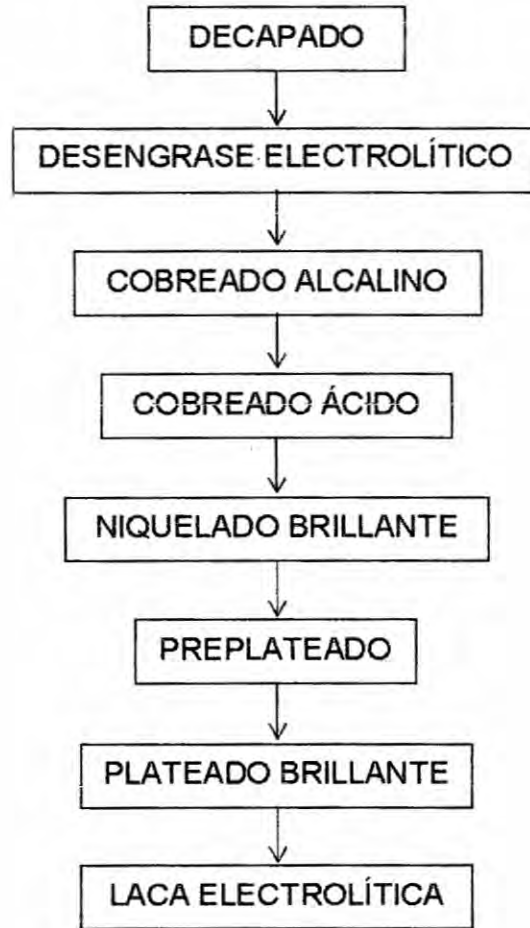 DECAPADO
DESENGRASE ELECTROLÍTICO
COBREADO ALCALINO
COBREADO ÁCIDO
NIQUELADO BRILLANTE
PREPLATEADO
PLATEADO BRILLANTE
LACA ELECTROLÍTICA